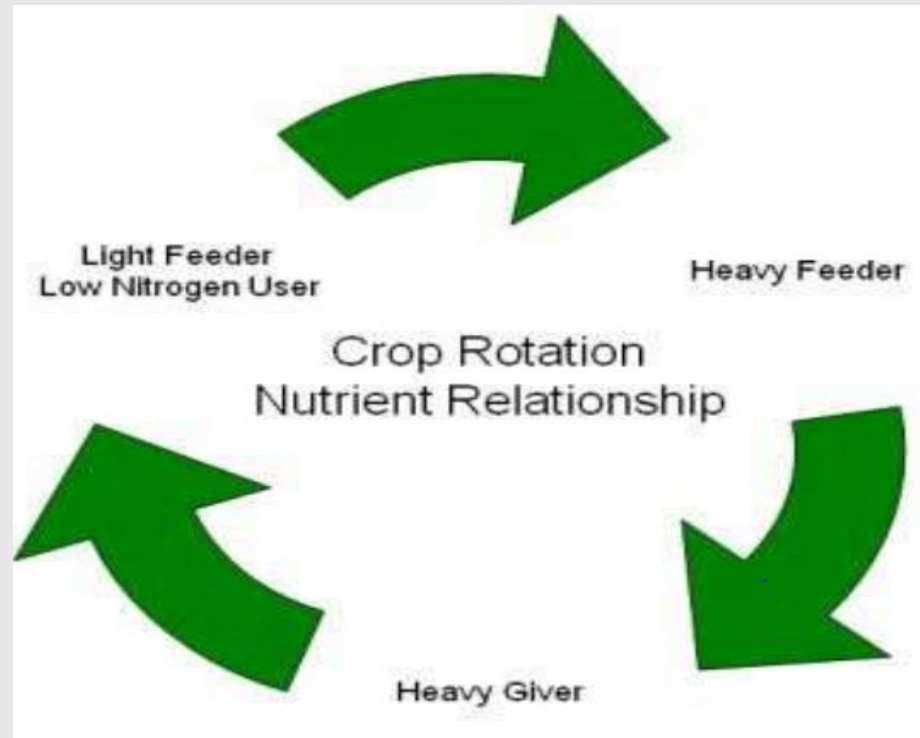 Light Feeder
Low Nitrogen User
Heavy Feeder
Crop Rotation
Nutrient Relationship
Heavy Giver